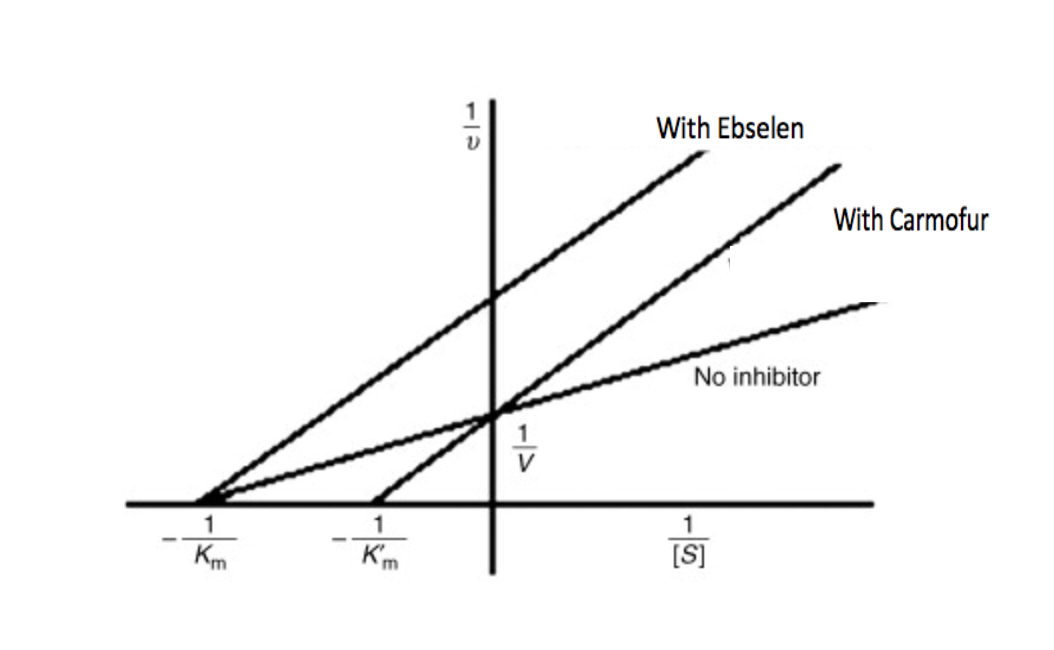 1
υ
With Ebselen
With Carmofur
No inhibitor
1
V
- 1
Km
- 1
K'm
1
[S]